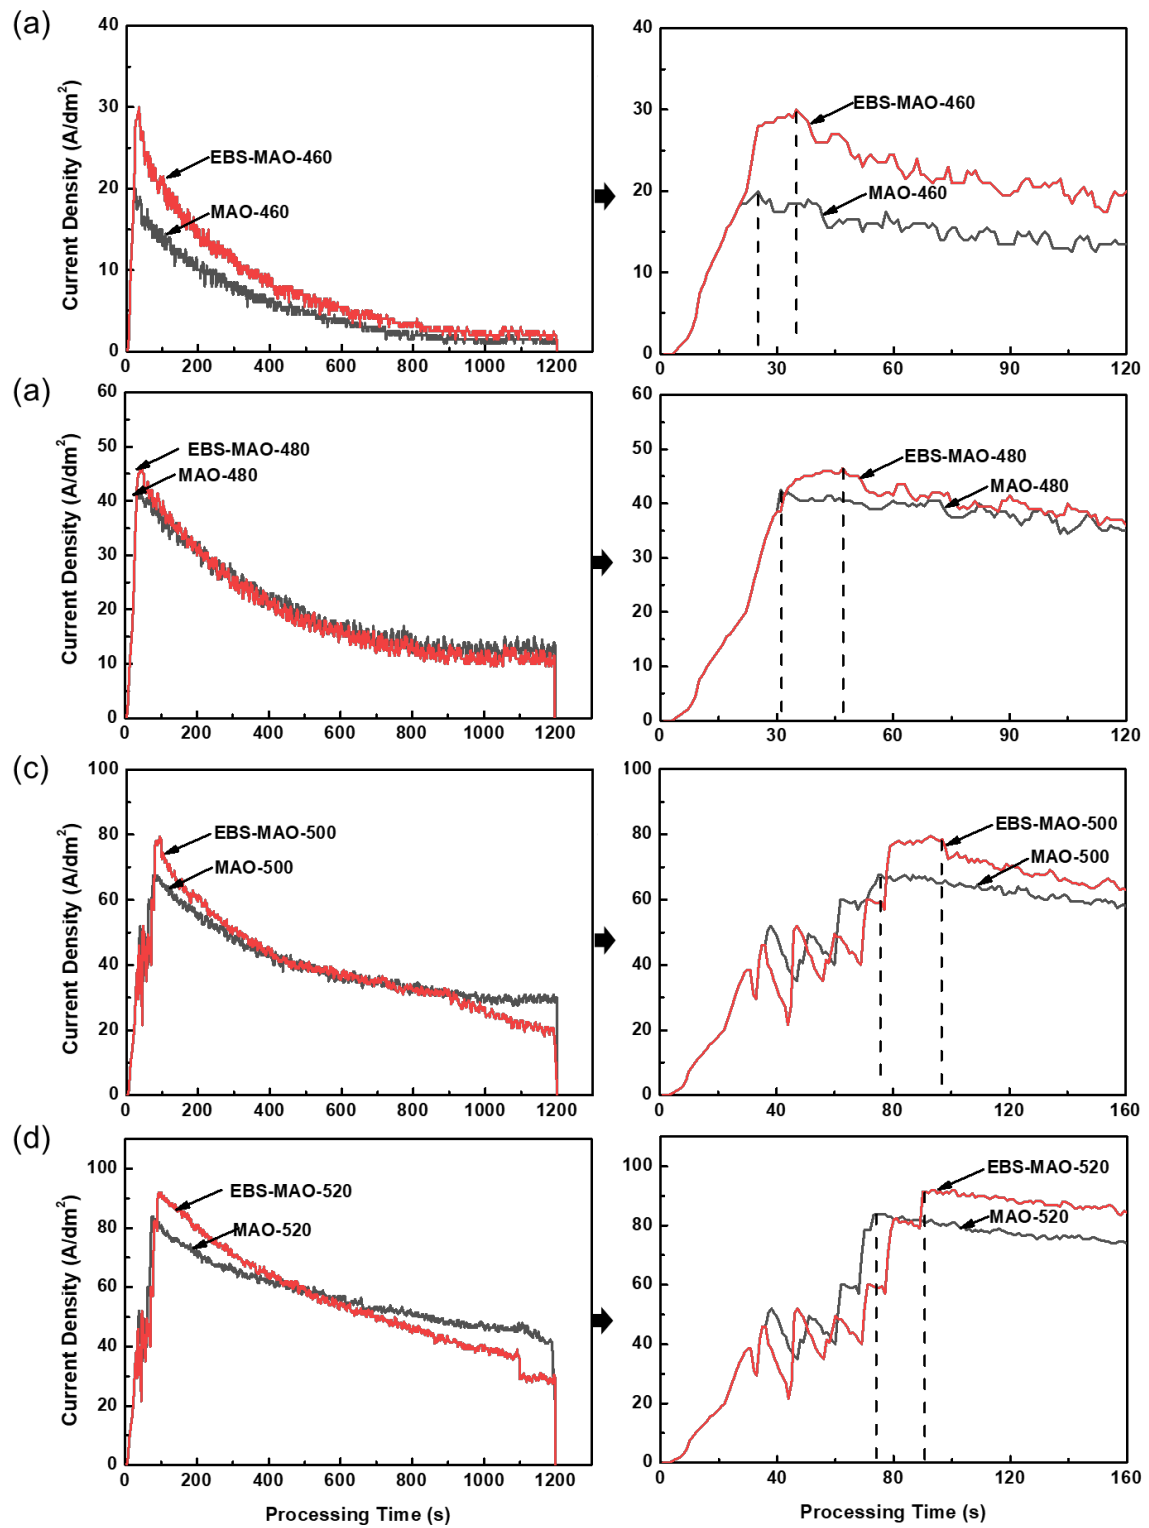 (a)
Current Density (A/dm²)
40
30
20
10
0
EBS-MAO-460
MAO-460
0 200 400 600 800 1000 1200
40
30
20
10
0
EBS-MAO-460
MAO-460
0 30 60 90 120
(a)
Current Density (A/dm²)
60
50
40
30
20
10
0
EBS-MAO-480
MAO-480
0 200 400 600 800 1000 1200
60
50
40
30
20
10
0
EBS-MAO-480
MAO-480
0 30 60 90 120
(c)
Current Density (A/dm²)
100
80
60
40
20
0
EBS-MAO-500
MAO-500
0 200 400 600 800 1000 1200
100
80
60
40
20
0
EBS-MAO-500
MAO-500
0 40 80 120 160
(d)
Current Density (A/dm²)
100
80
60
40
20
0
EBS-MAO-520
MAO-520
0 200 400 600 800 1000 1200
Processing Time (s)
100
80
60
40
20
0
EBS-MAO-520
MAO-520
0 40 80 120 160
Processing Time (s)